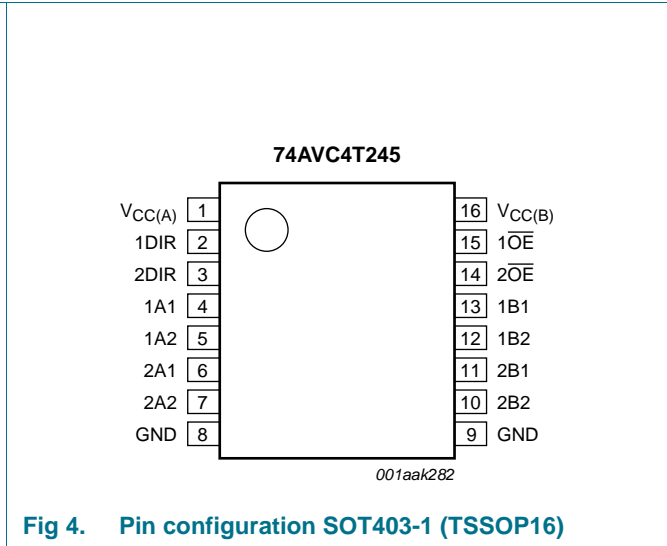 74AVC4T245
VCC(A) 1 16 VCC(B)
1DIR 2 15 1O̅E̅
2DIR 3 14 2O̅E̅
1A1 4 13 1B1
1A2 5 12 1B2
2A1 6 11 2B1
2A2 7 10 2B2
GND 8 9 GND
001aak282
Fig 4. Pin configuration SOT403-1 (TSSOP16)